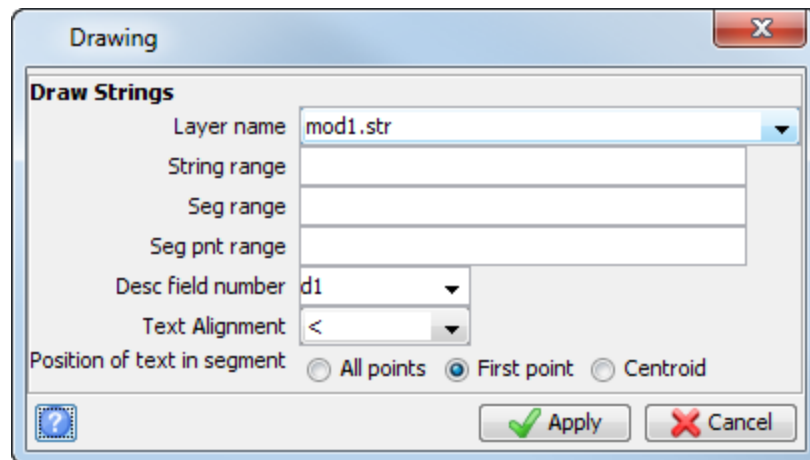 Drawing
Draw Strings
Layer name mod1.str
String range
Seg range
Seg pnt range
Desc field number d1
Text Alignment <
Position of text in segment All points First point Centroid
? Apply Cancel